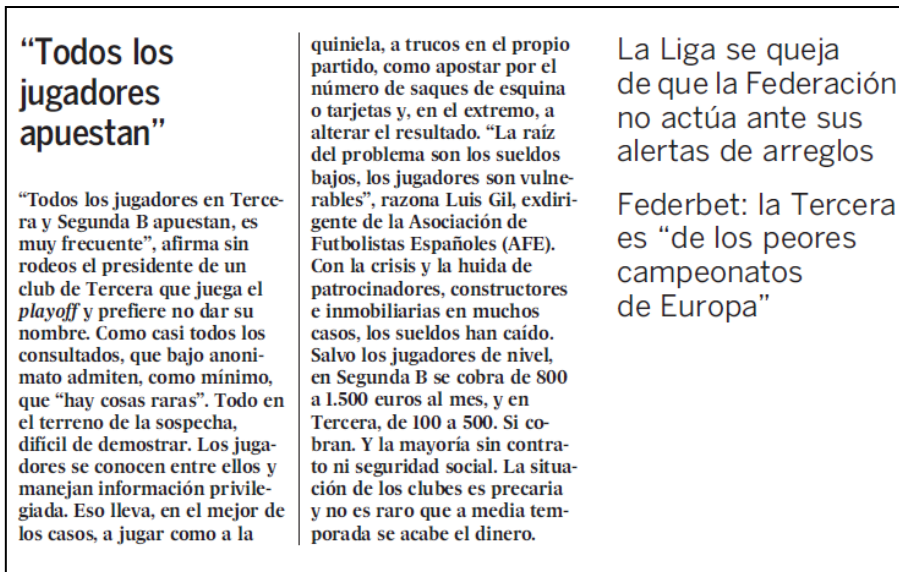 “Todos los
jugadores
apuestan”
“Todos los jugadores en Terce-
ra y Segunda B apuestan, es
muy frecuente”, afirma sin
rodeos el presidente de un
club de Tercera que juega el
playoff y prefiere no dar su
nombre. Como casi todos los
consultados, que bajo anoni-
mato admiten, como mínimo,
que “hay cosas raras”. Todo en
el terreno de la sospecha,
difícil de demostrar. Los juga-
dores se conocen entre ellos y
manejan información privile-
giada. Eso lleva, en el mejor de
los casos, a jugar como a la
quiniela, a trucos en el propio
partido, como apostar por el
número de saques de esquina
o tarjetas y, en el extremo, a
alterar el resultado. “La raíz
del problema son los sueldos
bajos, los jugadores son vulne-
rables”, razona Luis Gil, exdiri-
gente de la Asociación de
Futbolistas Españoles (AFE).
Con la crisis y la huida de
patrocinadores, constructores
e inmobiliarias en muchos
casos, los sueldos han caído.
Salvo los jugadores de nivel,
en Segunda B se cobra de 800
a 1.500 euros al mes, y en
Tercera, de 100 a 500. Si co-
bran. Y la mayoría sin contra-
to ni seguridad social. La situa-
ción de los clubes es precaria
y no es raro que a media tem-
porada se acabe el dinero.
La Liga se queja
de que la Federación
no actúa ante sus
alertas de arreglos
Federbet: la Tercera
es “de los peores
campeonatos
de Europa”